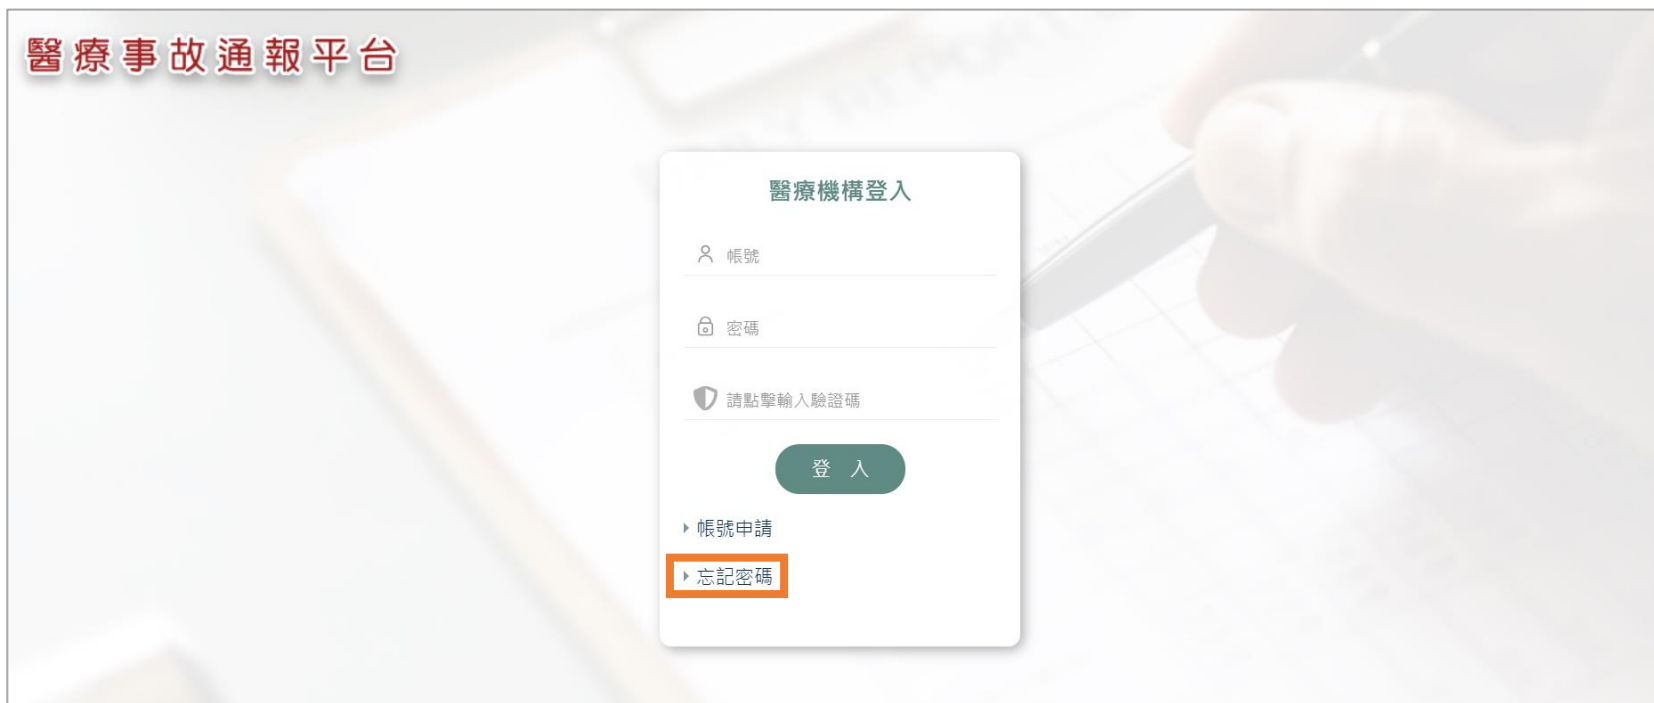 醫療事故通報平台
醫療機構登入
帳號
密碼
請點擊輸入驗證碼
登 入
帳號申請
忘記密碼